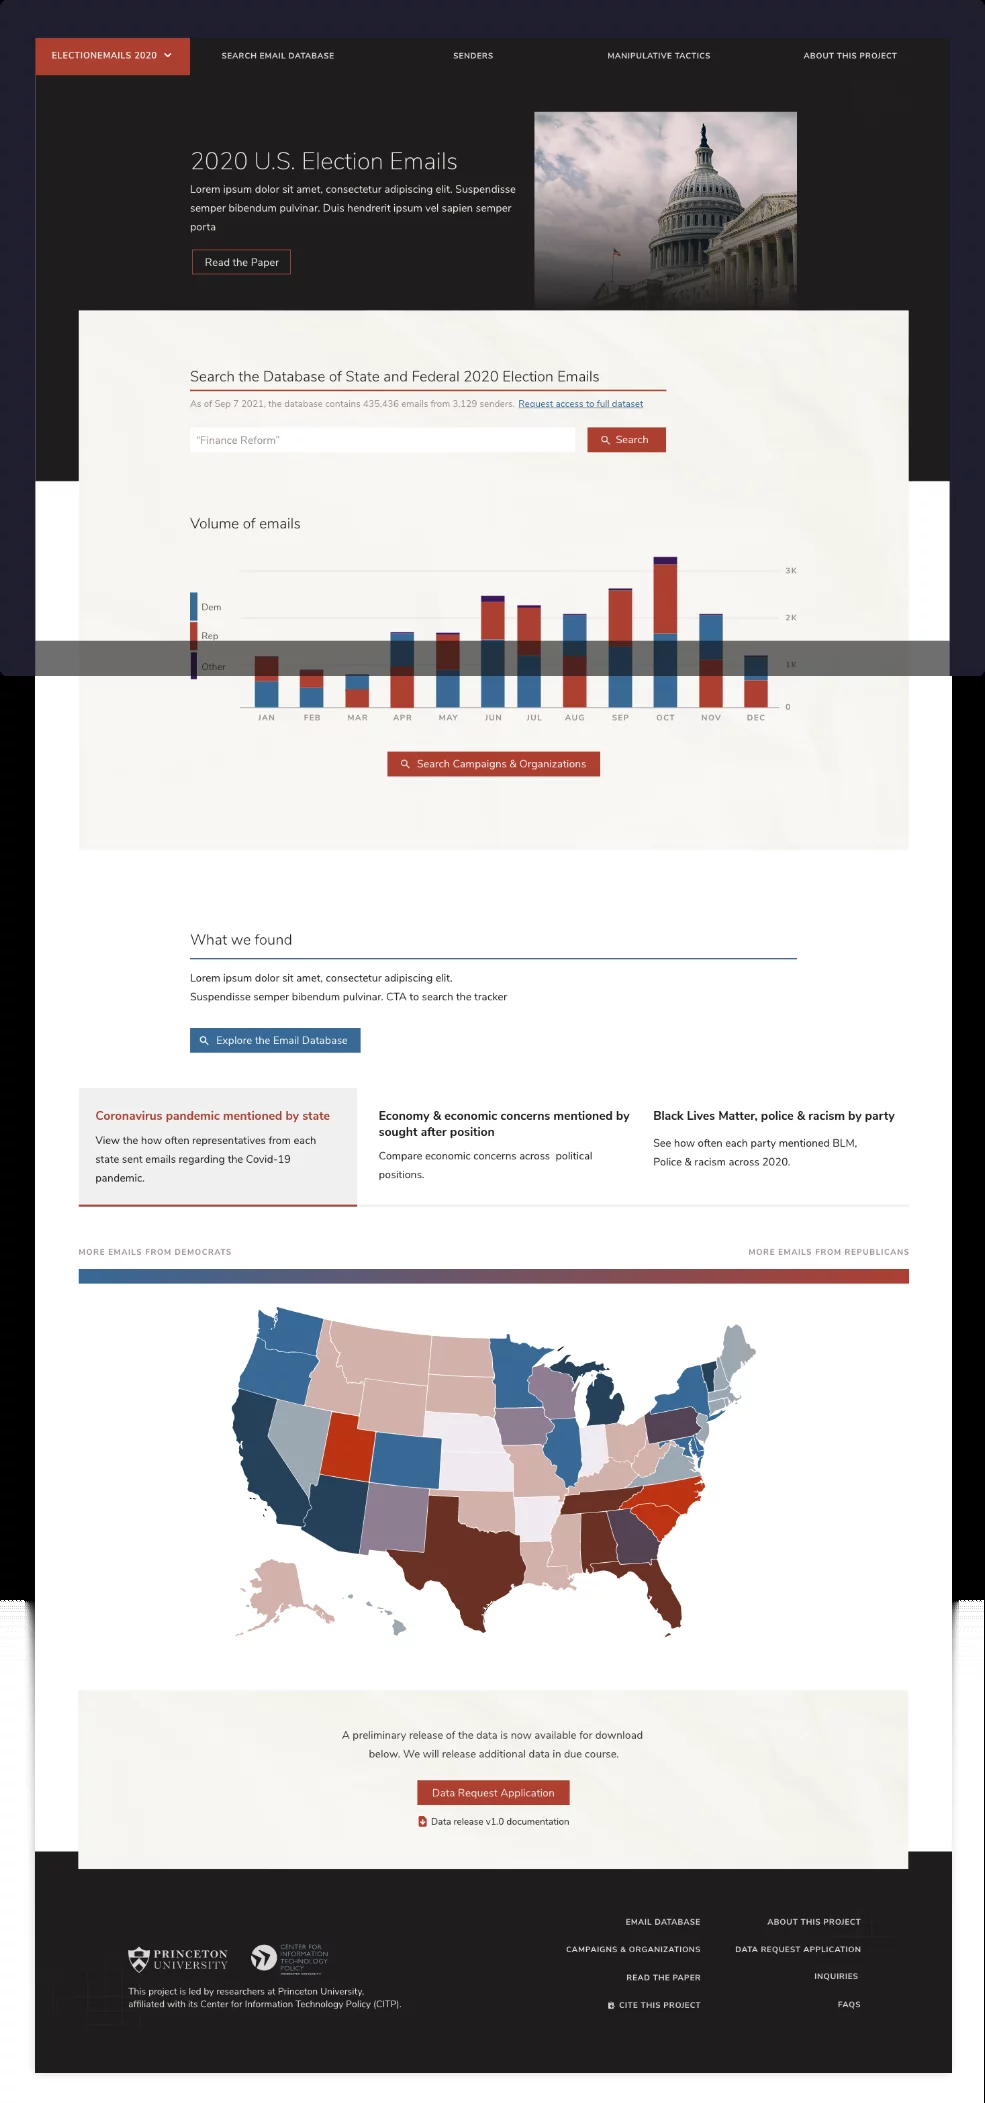 ELECTIONEMAILS 2020
SEARCH EMAIL DATABASE
SENDERS
MANIPULATIVE TACTICS
ABOUT THIS PROJECT
2020 U.S. Election Emails
Lorem ipsum dolor sit amet, consectetur adipiscing elit. Suspendisse
semper bibendum pulvinar. Duis hendrerit ipsum vel sapien semper
porta
Read the Paper
Search the Database of State and Federal 2020 Election Emails
As of Sep 7 2021, the database contains 435,436 emails from 3,129 senders. Request access to full dataset
"Finance Reform"
Search
Volume of emails
3K
Dem
2K
Rep
1K
Other
0
JAN FEB MAR APR MAY JUN JUL AUG SEP OCT NOV DEC
Search Campaigns & Organizations
What we found
Lorem ipsum dolor sit amet, consectetur adipiscing elit.
Suspendisse semper bibendum pulvinar. CTA to search the tracker
Explore the Email Database
Coronavirus pandemic mentioned by state
View the how often representatives from each
state sent emails regarding the Covid-19
pandemic.
Economy & economic concerns mentioned by
sought after position
Compare economic concerns across political
positions.
Black Lives Matter, police & racism by party
See how often each party mentioned BLM,
Police & racism across 2020.
MORE EMAILS FROM DEMOCRATS
MORE EMAILS FROM REPUBLICANS
A preliminary release of the data is now available for download
below. We will release additional data in due course.
Data Request Application
Data release v1.0 documentation
PRINCETON
UNIVERSITY
CENTER FOR
INFORMATION
TECHNOLOGY
POLICY
This project is led by researchers at Princeton University,
affiliated with its Center for Information Technology Policy (CITP).
EMAIL DATABASE
CAMPAIGNS & ORGANIZATIONS
READ THE PAPER
CITE THIS PROJECT
ABOUT THIS PROJECT
DATA REQUEST APPLICATION
INQUIRIES
FAQS